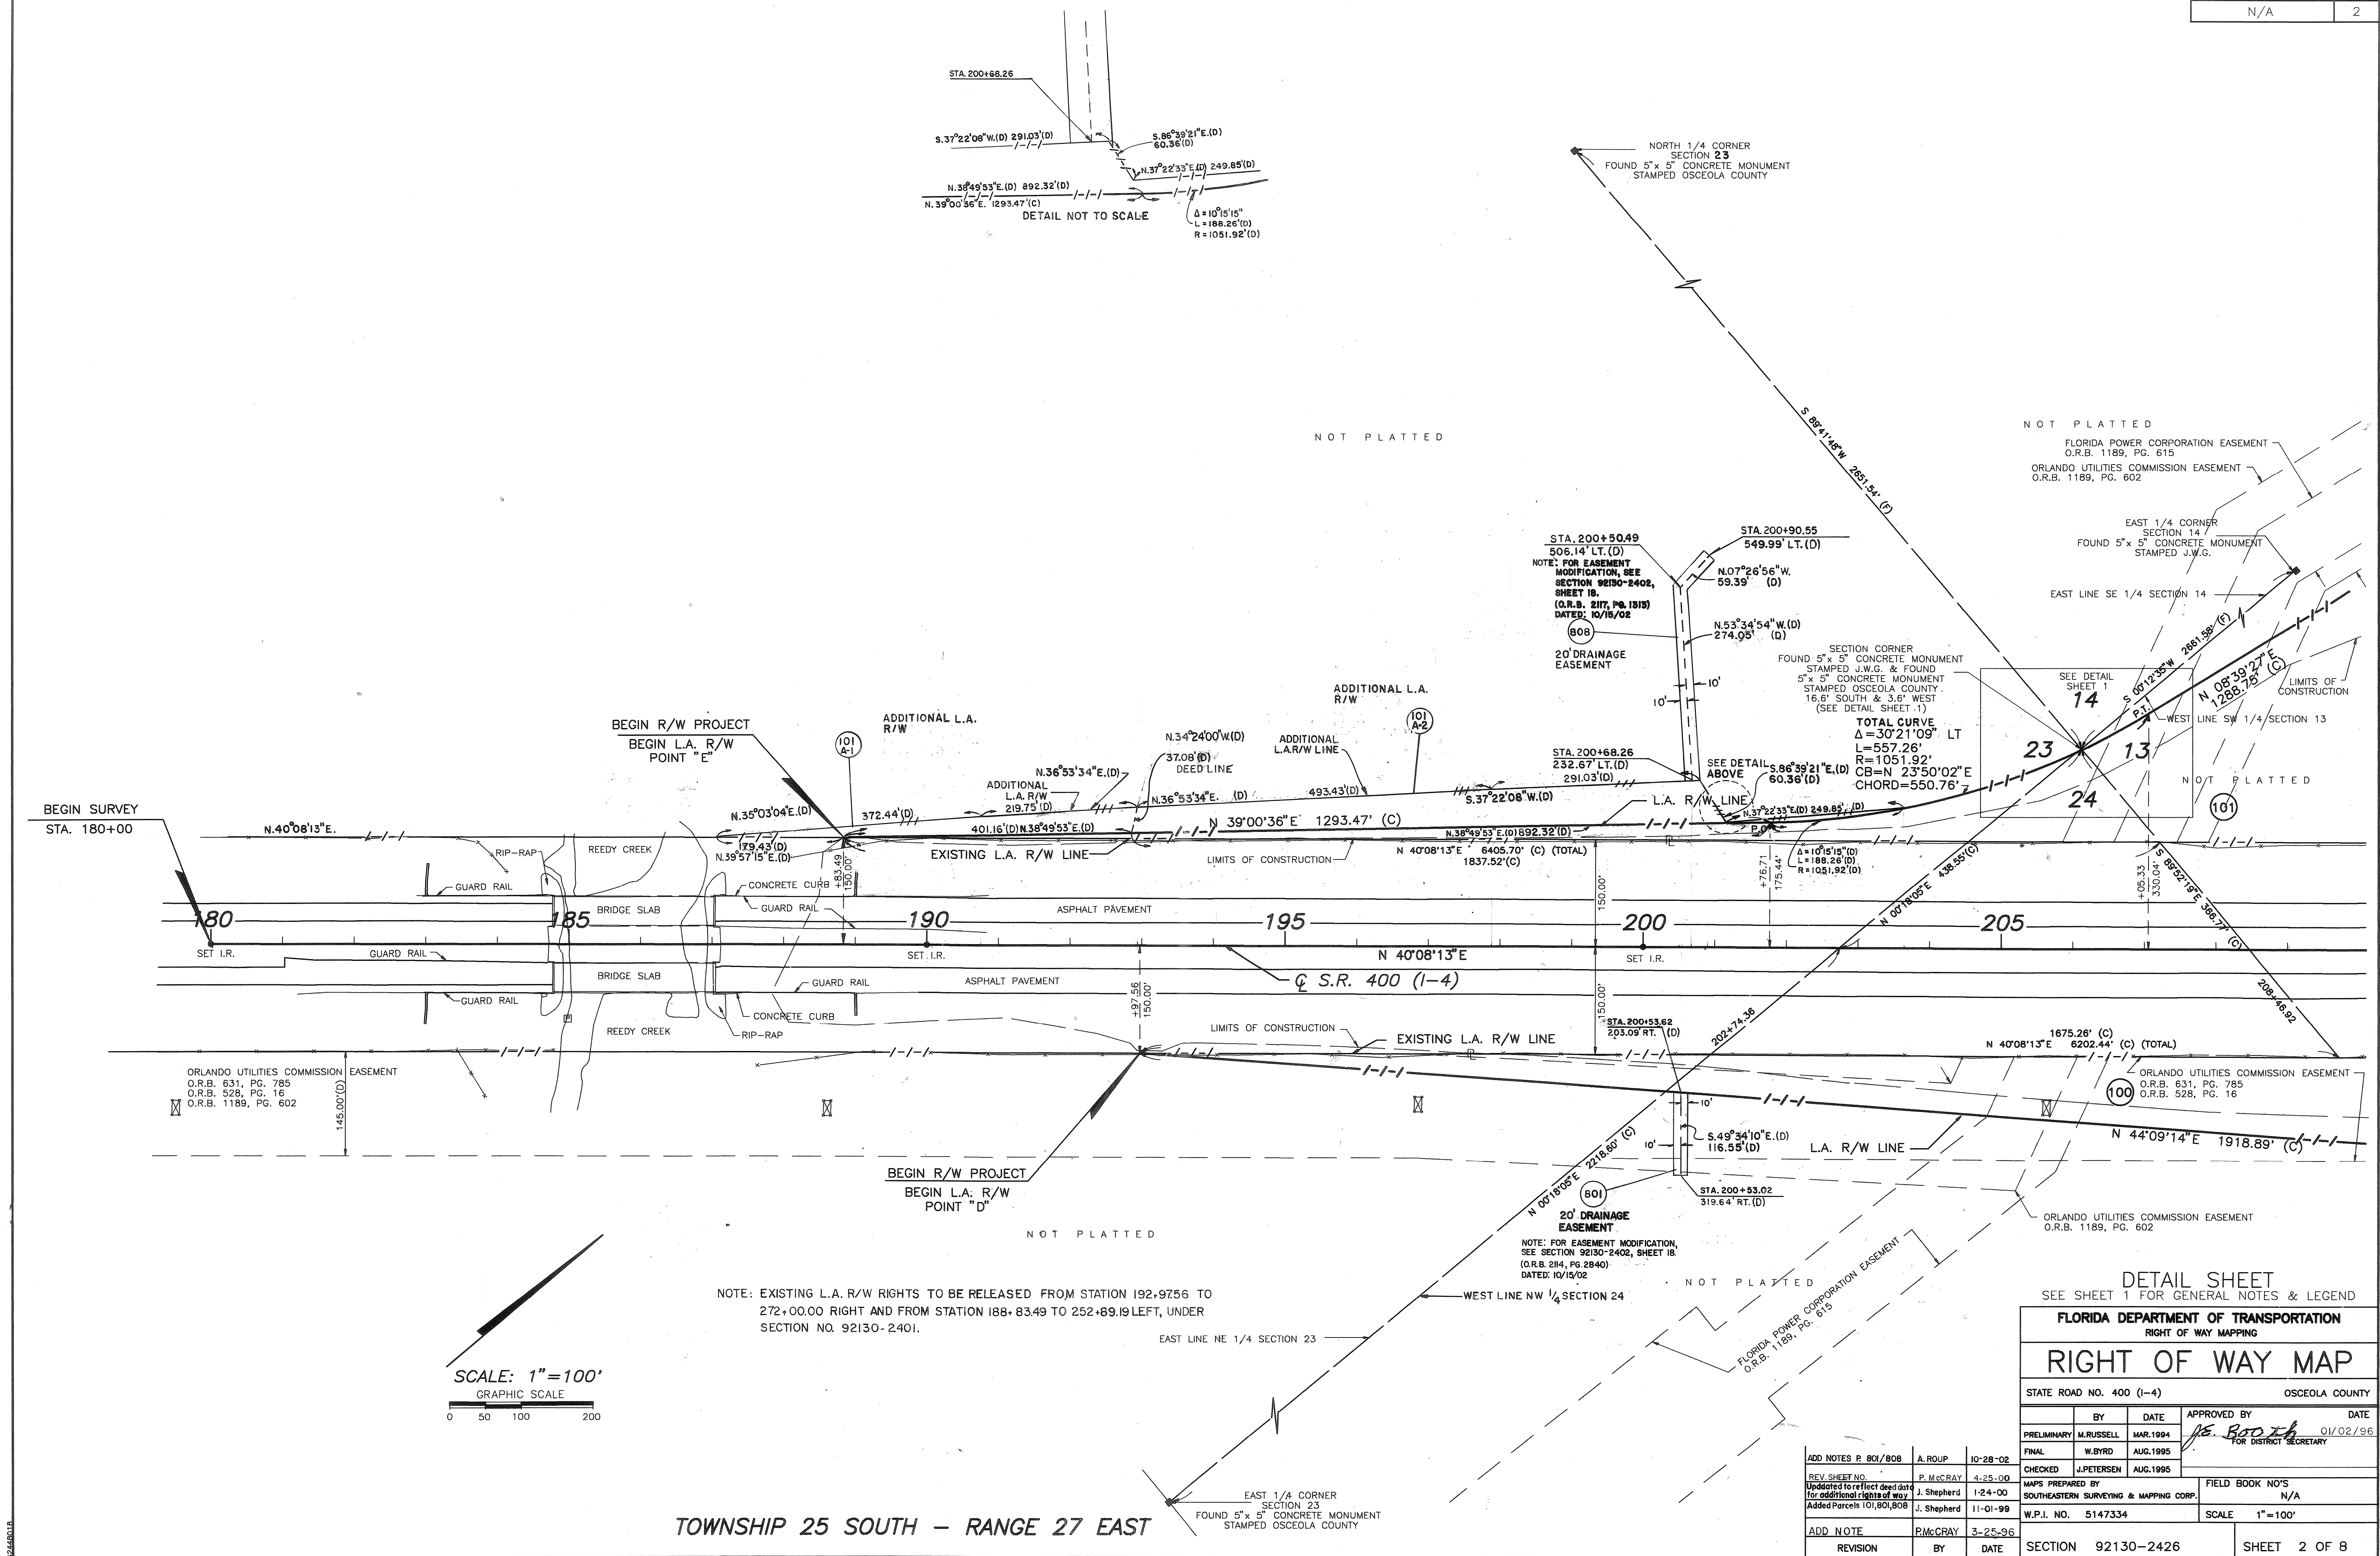 N/A 2
STA. 200+68.26
S.37°22'08"W.(D) 291.03'(D)
S.86°39'21"E.(D)
60.36'(D)
N.37°22'33"E.(D) 249.85'(D)
N.38°49'53"E.(D) 892.32'(D)
N.39°00'36"E. 1293.47'(C)
DETAIL NOT TO SCALE
Δ=10°15'15"
L=188.26'(D)
R=1051.92'(D)
NORTH 1/4 CORNER
SECTION 23
FOUND 5"x 5" CONCRETE MONUMENT
STAMPED OSCEOLA COUNTY
S 89°41'48"W 2651.54' (F)
NOT PLATTED
NOT PLATTED
FLORIDA POWER CORPORATION EASEMENT
O.R.B. 1189, PG. 615
ORLANDO UTILITIES COMMISSION EASEMENT
O.R.B. 1189, PG. 602
EAST 1/4 CORNER
SECTION 14
FOUND 5"x 5" CONCRETE MONUMENT
STAMPED J.W.G.
EAST LINE SE 1/4 SECTION 14
S 00°12'35"W 2661.58' (F)
N 08°39'27"E
1288.75' (C)
LIMITS OF
CONSTRUCTION
P.T.
WEST LINE SW 1/4 SECTION 13
SEE DETAIL
SHEET 1
14
23
13
24
NOT PLATTED
101
STA. 200+50.49
506.14' LT.(D)
NOTE: FOR EASEMENT
MODIFICATION, SEE
SECTION 92130-2402,
SHEET 18.
(O.R.B. 2117, PG. 1313)
DATED: 10/15/02
808
20' DRAINAGE
EASEMENT
STA. 200+90.55
549.99' LT.(D)
N.07°26'56"W.
59.39' (D)
N.53°34'54"W.(D)
274.05' (D)
10'
10'
SECTION CORNER
FOUND 5"x 5" CONCRETE MONUMENT
STAMPED J.W.G. & FOUND
5"x 5" CONCRETE MONUMENT
STAMPED OSCEOLA COUNTY
16.6' SOUTH & 3.6' WEST
(SEE DETAIL SHEET 1)
TOTAL CURVE
Δ=30°21'09" LT
L=557.26'
R=1051.92'
CB=N 23°50'02"E
CHORD=550.76'
STA. 200+68.26
232.67' LT.(D)
291.03'(D)
SEE DETAIL
ABOVE
S.86°39'21"E.(D)
60.36'(D)
N.37°22'33"E.(D) 249.85'(D)
P.C.
L.A. R/W LINE
BEGIN R/W PROJECT
BEGIN L.A. R/W
POINT "E"
101
A-1
ADDITIONAL L.A.
R/W
ADDITIONAL L.A.
R/W
101
A-2
N.34°24'00"W.(D)
37.08'(D)
DEED LINE
ADDITIONAL
L.A.R/W LINE
N.36°53'34"E.(D)
ADDITIONAL
L.A. R/W
219.75'(D)
N.36°53'34"E. (D)
493.43'(D)
S.37°22'08"W.(D)
BEGIN SURVEY
STA. 180+00
N.40°08'13"E.
N.35°03'04"E.(D)
372.44'(D)
401.16'(D) N.38°49'53"E.(D)
N 39°00'36"E 1293.47' (C)
N.38°49'53"E.(D) 892.32'(D)
179.43'(D)
N.39°57'15"E.(D)
EXISTING L.A. R/W LINE
LIMITS OF CONSTRUCTION
N 40°08'13"E 6405.70' (C) (TOTAL)
1837.52'(C)
Δ=10°15'15"(D)
L=188.26'(D)
R=1051.92'(D)
RIP-RAP
REEDY CREEK
GUARD RAIL
CONCRETE CURB
GUARD RAIL
+83.49
150.00'
BRIDGE SLAB
ASPHALT PAVEMENT
150.00'
+76.71
175.44'
N 00°18'05"E 438.55'(C)
+05.33
330.04'
S 89°52'19"E 366.77' (C)
180
185
190
195
200
205
SET I.R.
GUARD RAIL
SET I.R.
N 40°08'13"E
SET I.R.
BRIDGE SLAB
GUARD RAIL
ASPHALT PAVEMENT
℄ S.R. 400 (I-4)
GUARD RAIL
CONCRETE CURB
REEDY CREEK
RIP-RAP
+97.56
150.00'
150.00'
LIMITS OF CONSTRUCTION
EXISTING L.A. R/W LINE
STA. 200+53.62
203.09' RT. (D)
202+74.36
208+46.92
1675.26' (C)
N 40°08'13"E 6202.44' (C) (TOTAL)
ORLANDO UTILITIES COMMISSION EASEMENT
O.R.B. 631, PG. 785
O.R.B. 528, PG. 16
O.R.B. 1189, PG. 602
145.00'(D)
ORLANDO UTILITIES COMMISSION EASEMENT
O.R.B. 631, PG. 785
O.R.B. 528, PG. 16
100
10'
10'
S.49°34'10"E.(D)
116.55'(D)
L.A. R/W LINE
N 44°09'14"E 1918.89' (C)
N 00°18'05"E 2218.60' (C)
BEGIN R/W PROJECT
BEGIN L.A. R/W
POINT "D"
801
20' DRAINAGE
EASEMENT
STA. 200+53.02
319.64' RT.(D)
NOTE: FOR EASEMENT MODIFICATION,
SEE SECTION 92130-2402, SHEET 18.
(O.R.B. 2114, PG. 2840)
DATED: 10/15/02
ORLANDO UTILITIES COMMISSION EASEMENT
O.R.B. 1189, PG. 602
NOT PLATTED
NOT PLATTED
NOTE: EXISTING L.A. R/W RIGHTS TO BE RELEASED FROM STATION 192+97.56 TO
272+00.00 RIGHT AND FROM STATION 188+83.49 TO 252+89.19 LEFT, UNDER
SECTION NO. 92130-2401.
WEST LINE NW 1/4 SECTION 24
EAST LINE NE 1/4 SECTION 23
FLORIDA POWER CORPORATION EASEMENT
O.R.B. 1189, PG. 615
SCALE: 1"=100'
GRAPHIC SCALE
0 50 100 200
EAST 1/4 CORNER
SECTION 23
FOUND 5"x 5" CONCRETE MONUMENT
STAMPED OSCEOLA COUNTY
TOWNSHIP 25 SOUTH - RANGE 27 EAST
DETAIL SHEET
SEE SHEET 1 FOR GENERAL NOTES & LEGEND
FLORIDA DEPARTMENT OF TRANSPORTATION
RIGHT OF WAY MAPPING
RIGHT OF WAY MAP
STATE ROAD NO. 400 (I-4) OSCEOLA COUNTY
BY DATE APPROVED BY DATE
PRELIMINARY M.RUSSELL MAR.1994
J.E. Booth 01/02/96
FOR DISTRICT SECRETARY
FINAL W.BYRD AUG.1995
CHECKED J.PETERSEN AUG.1995
MAPS PREPARED BY
SOUTHEASTERN SURVEYING & MAPPING CORP.
FIELD BOOK NO'S
N/A
W.P.I. NO. 5147334 SCALE 1"=100'
SECTION 92130-2426 SHEET 2 OF 8
ADD NOTES P. 801/808 A. ROUP 10-28-02
REV. SHEET NO. P. McCRAY 4-25-00
Upddated to reflect deed data
for additional rights of way J. Shepherd 1-24-00
Added Parcels 101,801,808 J. Shepherd 11-01-99
ADD NOTE P.McCRAY 3-25-96
REVISION BY DATE